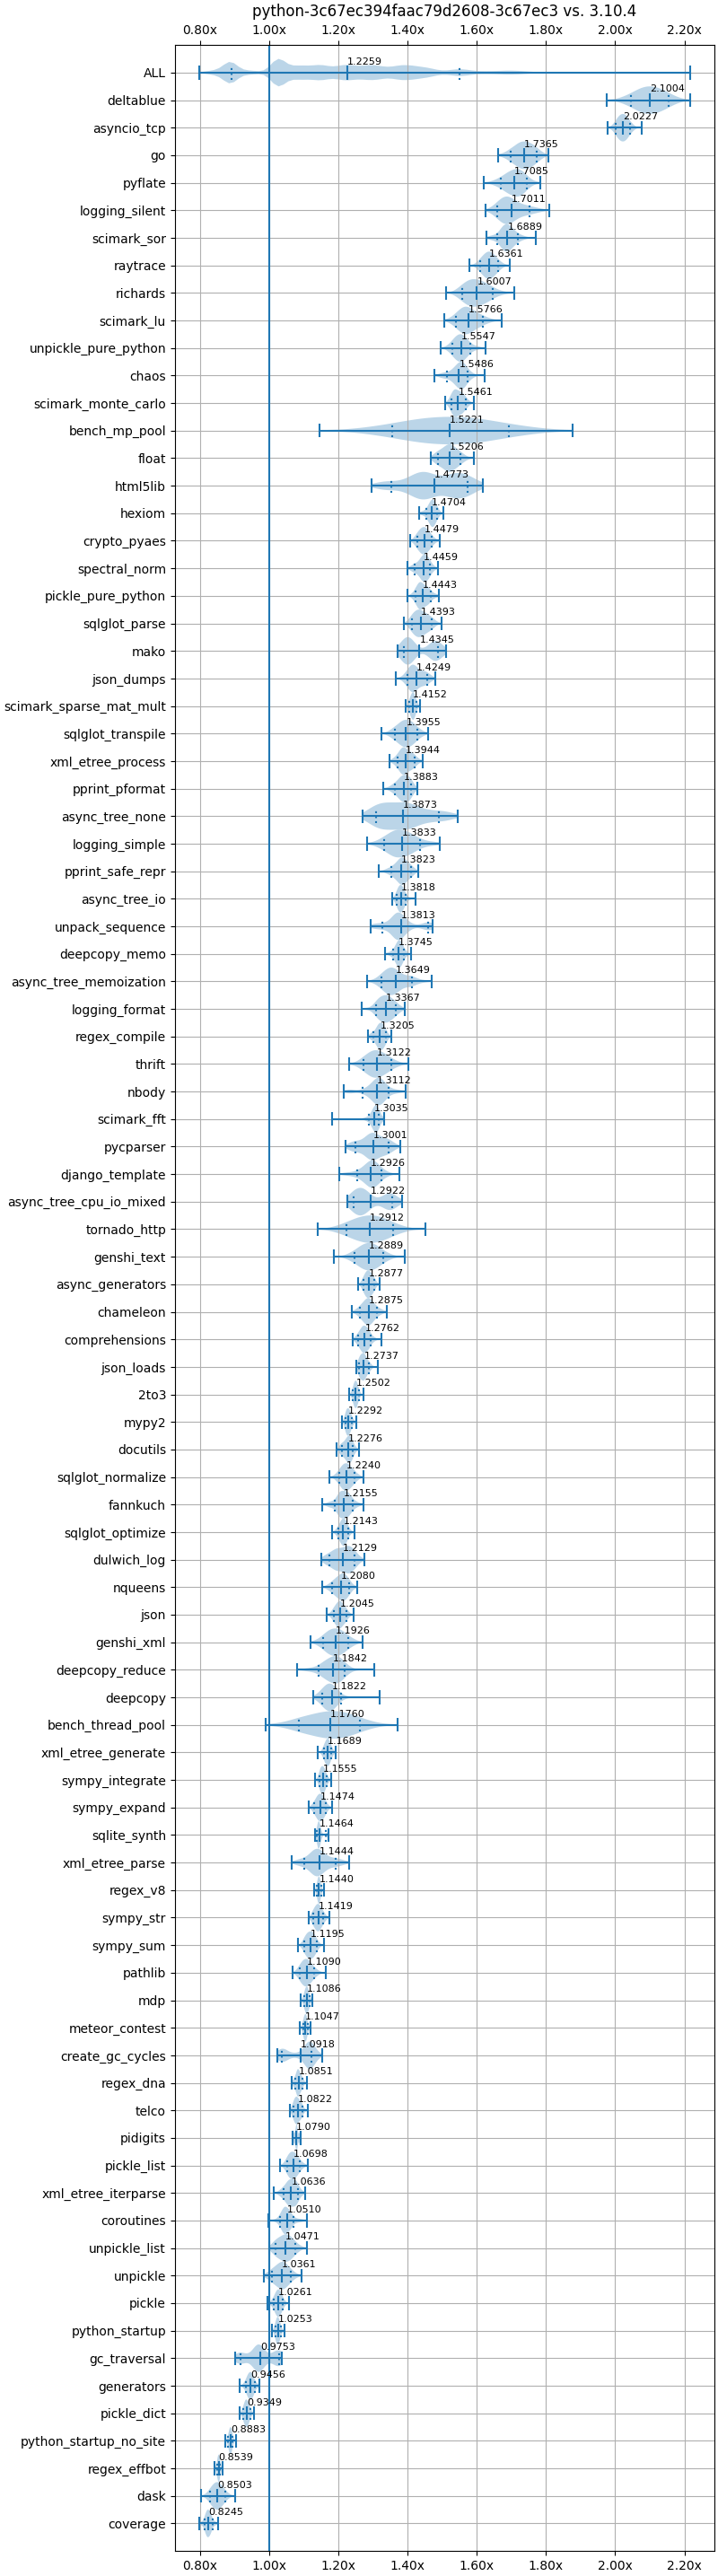 python-3c67ec394faac79d2608-3c67ec3 vs. 3.10.4
0.80x 1.00x 1.20x 1.40x 1.60x 1.80x 2.00x 2.20x
ALL 1.2259
deltablue 2.1004
asyncio_tcp 2.0227
go 1.7365
pyflate 1.7085
logging_silent 1.7011
scimark_sor 1.6889
raytrace 1.6361
richards 1.6007
scimark_lu 1.5766
unpickle_pure_python 1.5547
chaos 1.5486
scimark_monte_carlo 1.5461
bench_mp_pool 1.5221
float 1.5206
html5lib 1.4773
hexiom 1.4704
crypto_pyaes 1.4479
spectral_norm 1.4459
pickle_pure_python 1.4443
sqlglot_parse 1.4393
mako 1.4345
json_dumps 1.4249
scimark_sparse_mat_mult 1.4152
sqlglot_transpile 1.3955
xml_etree_process 1.3944
pprint_pformat 1.3883
async_tree_none 1.3873
logging_simple 1.3833
pprint_safe_repr 1.3823
async_tree_io 1.3818
unpack_sequence 1.3813
deepcopy_memo 1.3745
async_tree_memoization 1.3649
logging_format 1.3367
regex_compile 1.3205
thrift 1.3122
nbody 1.3112
scimark_fft 1.3035
pycparser 1.3001
django_template 1.2926
async_tree_cpu_io_mixed 1.2922
tornado_http 1.2912
genshi_text 1.2889
async_generators 1.2877
chameleon 1.2875
comprehensions 1.2762
json_loads 1.2737
2to3 1.2502
mypy2 1.2292
docutils 1.2276
sqlglot_normalize 1.2240
fannkuch 1.2155
sqlglot_optimize 1.2143
dulwich_log 1.2129
nqueens 1.2080
json 1.2045
genshi_xml 1.1926
deepcopy_reduce 1.1842
deepcopy 1.1822
bench_thread_pool 1.1760
xml_etree_generate 1.1689
sympy_integrate 1.1555
sympy_expand 1.1474
sqlite_synth 1.1464
xml_etree_parse 1.1444
regex_v8 1.1440
sympy_str 1.1419
sympy_sum 1.1195
pathlib 1.1090
mdp 1.1086
meteor_contest 1.1047
create_gc_cycles 1.0918
regex_dna 1.0851
telco 1.0822
pidigits 1.0790
pickle_list 1.0698
xml_etree_iterparse 1.0636
coroutines 1.0510
unpickle_list 1.0471
unpickle 1.0361
pickle 1.0261
python_startup 1.0253
gc_traversal 0.9753
generators 0.9456
pickle_dict 0.9349
python_startup_no_site 0.8883
regex_effbot 0.8539
dask 0.8503
coverage 0.8245
0.80x 1.00x 1.20x 1.40x 1.60x 1.80x 2.00x 2.20x